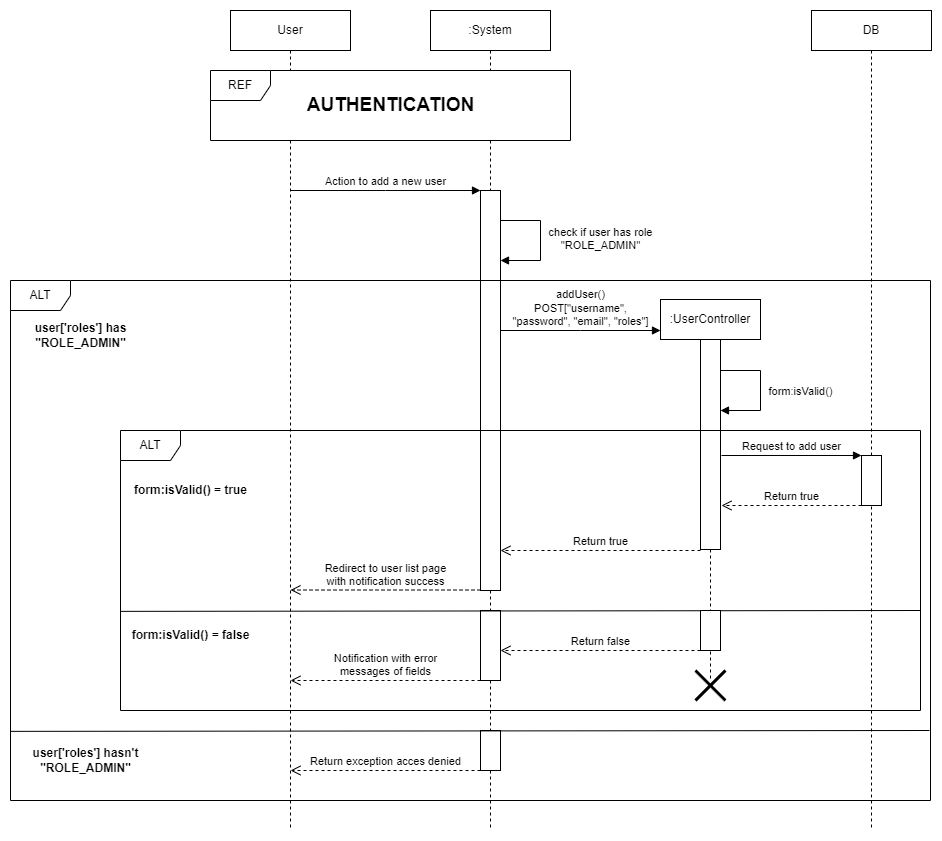 User
:System
DB
REF
AUTHENTICATION
Action to add a new user
check if user has role
"ROLE_ADMIN"
ALT
user['roles'] has
"ROLE_ADMIN"
addUser()
POST["username",
"password", "email", "roles"]
:UserController
form:isValid()
ALT
form:isValid() = true
Request to add user
Return true
Return true
Redirect to user list page
with notification success
form:isValid() = false
Return false
Notification with error
messages of fields
user['roles'] hasn't
"ROLE_ADMIN"
Return exception acces denied